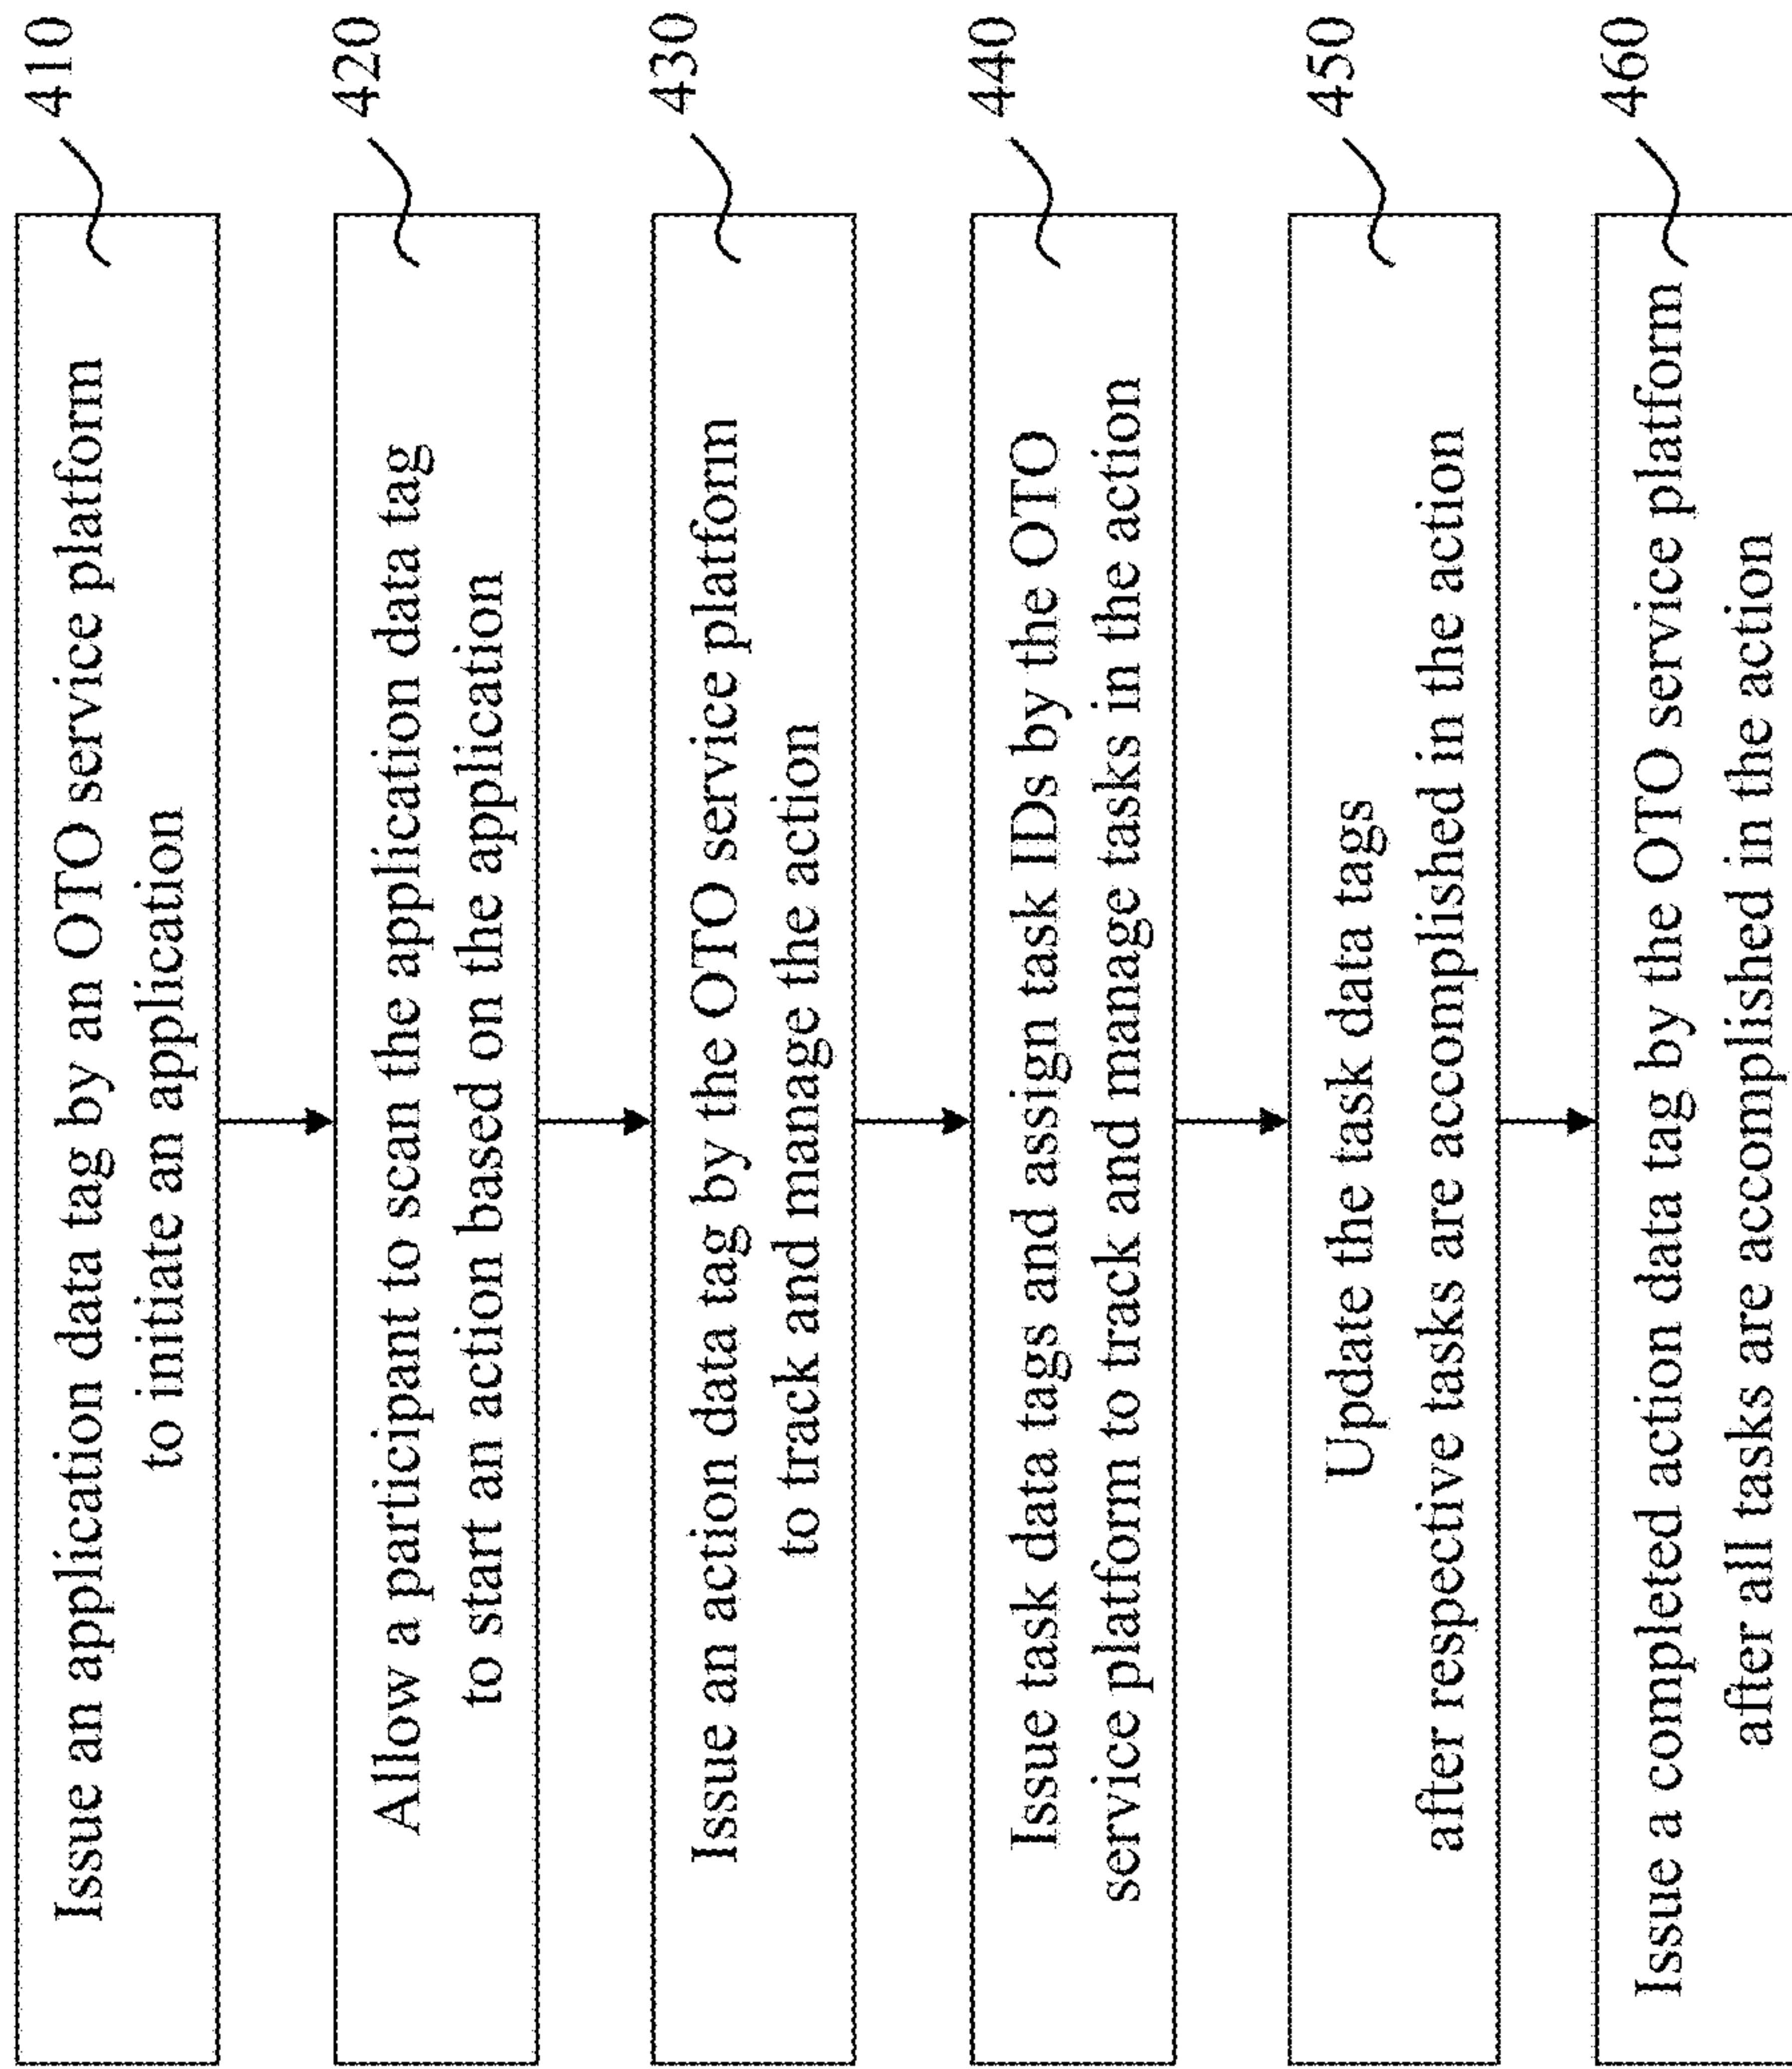 Issue an application data tag by an OTO service platform
to initiate an application
410
Allow a participant to scan the application data tag
to start an action based on the application
420
Issue an action data tag by the OTO service platform
to track and manage the action
430
Issue task data tags and assign task IDs by the OTO
service platform to track and manage tasks in the action
440
Update the task data tags
after respective tasks are accomplished in the action
450
Issue a completed action data tag by the OTO service platform
after all tasks are accomplished in the action
460